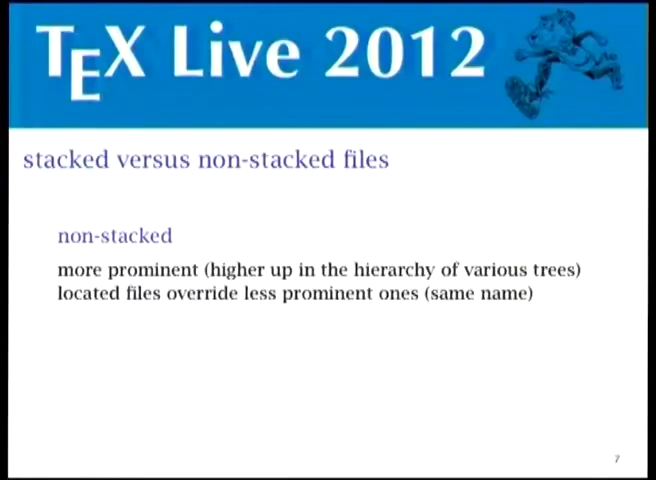 TEX Live 2012
stacked versus non-stacked files
non-stacked
more prominent (higher up in the hierarchy of various trees)
located files override less prominent ones (same name)
7